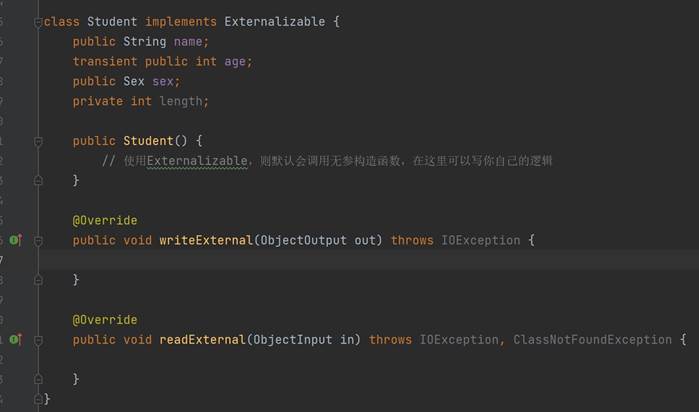 class Student implements Externalizable {
public String name;
transient public int age;
public Sex sex;
private int length;
public Student() {
// 使用Externalizable，则默认会调用无参构造函数，在这里可以写你自己的逻辑
}
@Override
public void writeExternal(ObjectOutput out) throws IOException {
}
@Override
public void readExternal(ObjectInput in) throws IOException, ClassNotFoundException {
}
}